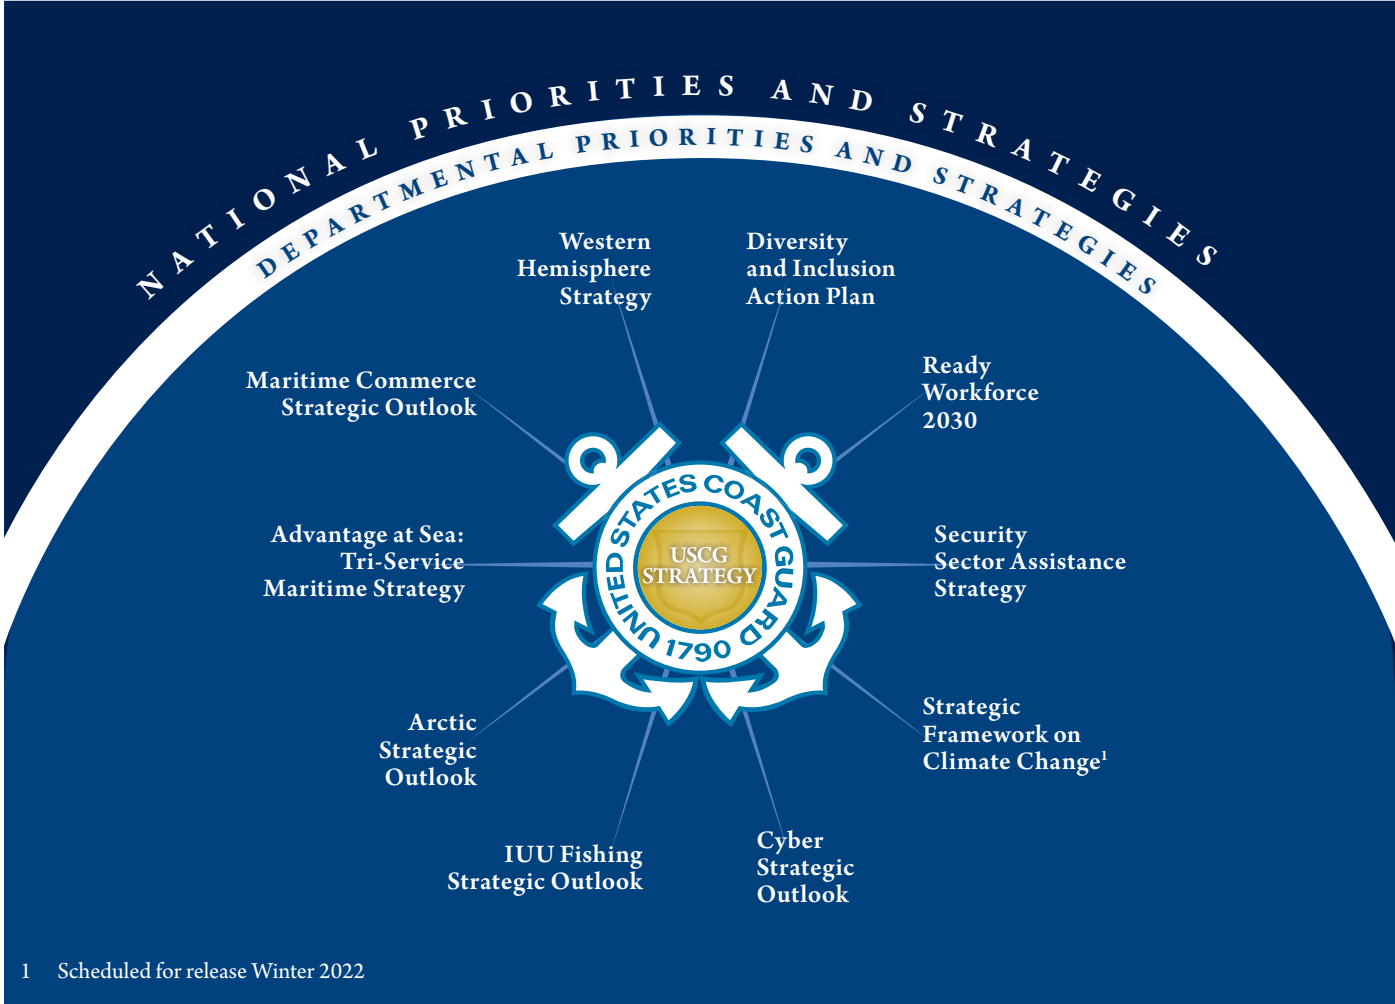 NATIONAL PRIORITIES AND STRATEGIES
DEPARTMENTAL PRIORITIES AND STRATEGIES
Western
Hemisphere
Strategy
Diversity
and Inclusion
Action Plan
Maritime Commerce
Strategic Outlook
Ready
Workforce
2030
Advantage at Sea:
Tri-Service
Maritime Strategy
UNITED STATES COAST GUARD
1790
USCG
STRATEGY
Security
Sector Assistance
Strategy
Arctic
Strategic
Outlook
Strategic
Framework on
Climate Change¹
IUU Fishing
Strategic Outlook
Cyber
Strategic
Outlook
1 Scheduled for release Winter 2022